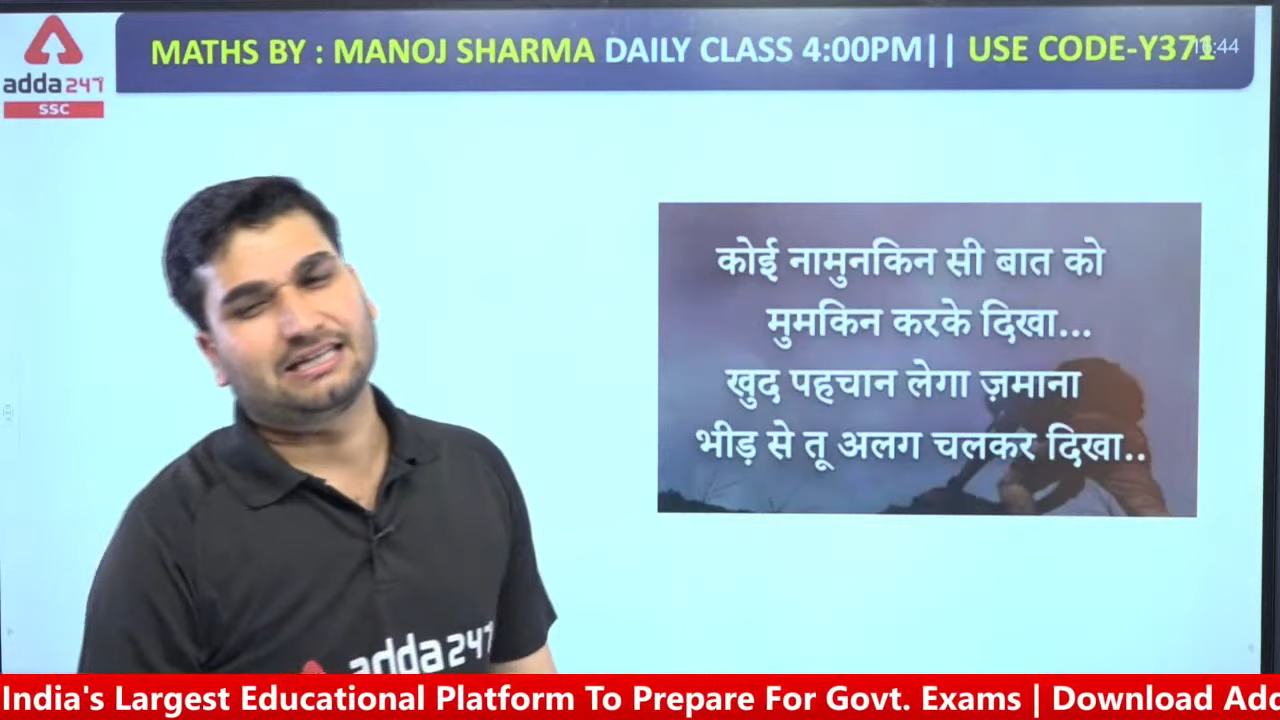 MATHS BY : MANOJ SHARMA DAILY CLASS 4:00PM|| USE CODE-Y371
:44
adda247
SSC
कोई नामुनकिन सी बात को
मुमकिन करके दिखा...
खुद पहचान लेगा ज़माना
भीड़ से तू अलग चलकर दिखा..
adda247
India's Largest Educational Platform To Prepare For Govt. Exams | Download Add